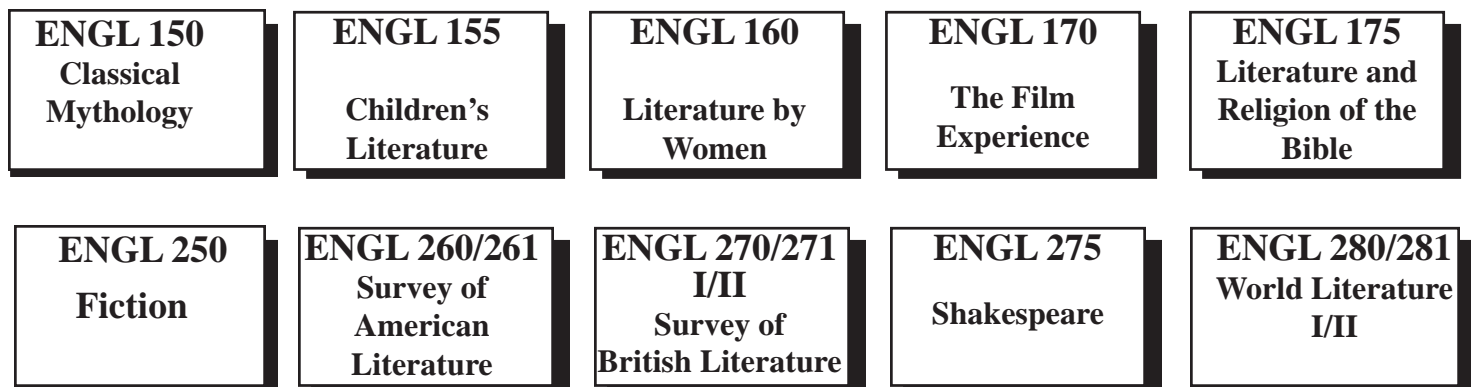 ENGL 150
Classical
Mythology
ENGL 155
Children’s
Literature
ENGL 160
Literature by
Women
ENGL 170
The Film
Experience
ENGL 175
Literature and
Religion of the
Bible
ENGL 250
Fiction
ENGL 260/261
Survey of
American
Literature
ENGL 270/271
I/II
Survey of
British Literature
ENGL 275
Shakespeare
ENGL 280/281
World Literature
I/II